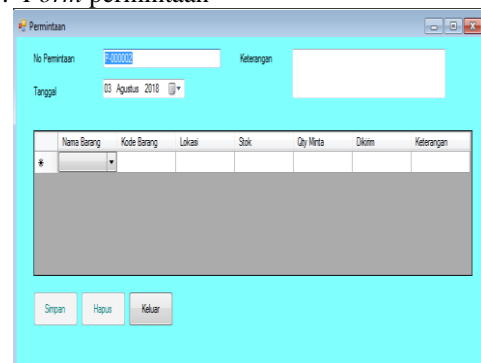 . Form permintaan
Permintaan
No Pemintaan P-000002 Keterangan
Tanggal 03 Agustus 2018
Nama Barang Kode Barang Lokasi Stok Qty Minta Dikirim Keterangan
Simpan Hapus Keluar